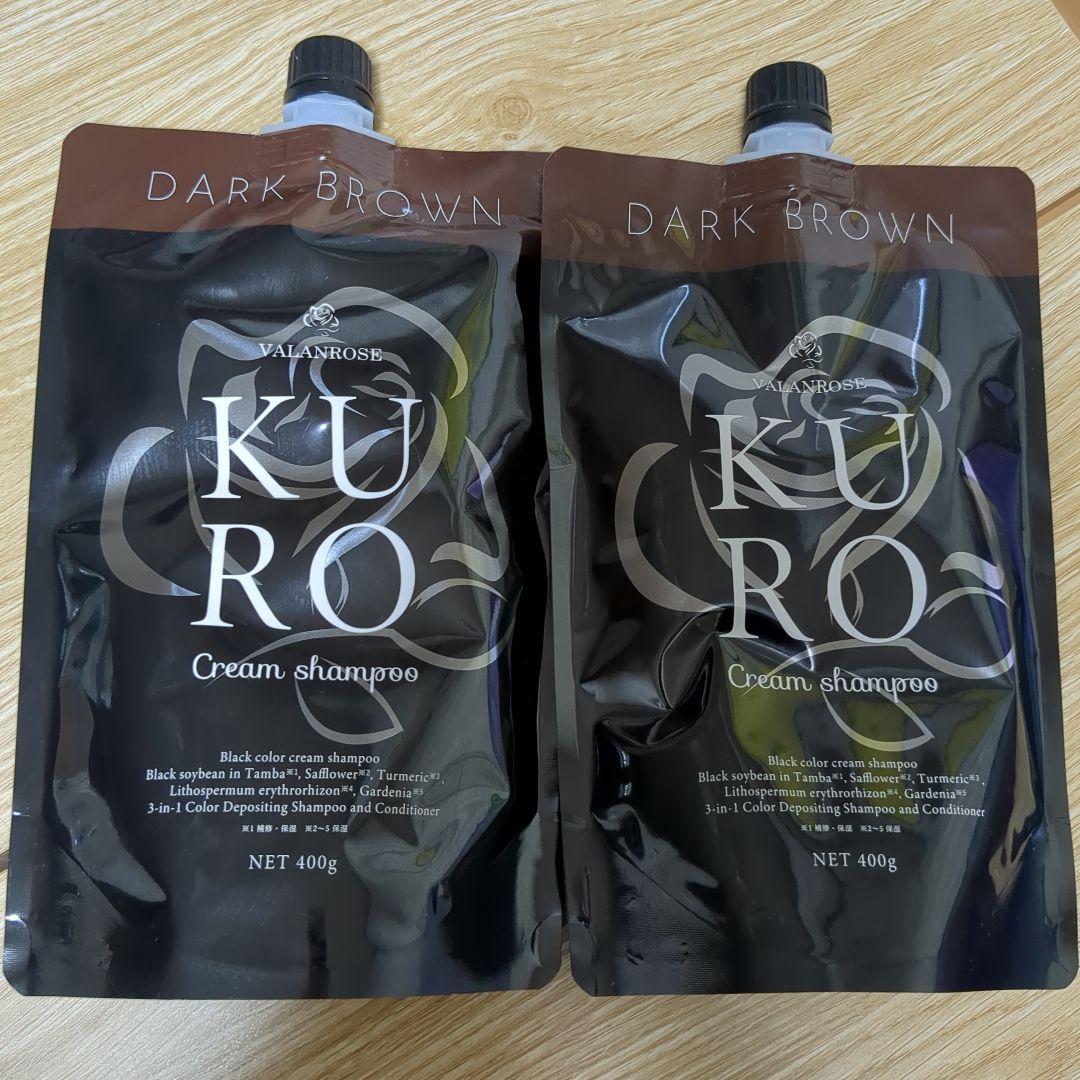 DARK BROWN
VALANROSE
KU
RO
Cream shampoo
Black color cream shampoo
Black soybean in Tamba※1, Safflower※2, Turmeric※3,
Lithospermum erythrorhizon※4, Gardenia※5
3-in-1 Color Depositing Shampoo and Conditioner
※1 補修・保湿 ※2～5 保湿
NET 400g
DARK BROWN
VALANROSE
KU
RO
Cream shampoo
Black color cream shampoo
Black soybean in Tamba※1, Safflower※2, Turmeric※3,
Lithospermum erythrorhizon※4, Gardenia※5
3-in-1 Color Depositing Shampoo and Conditioner
※1 補修・保湿 ※2～5 保湿
NET 400g